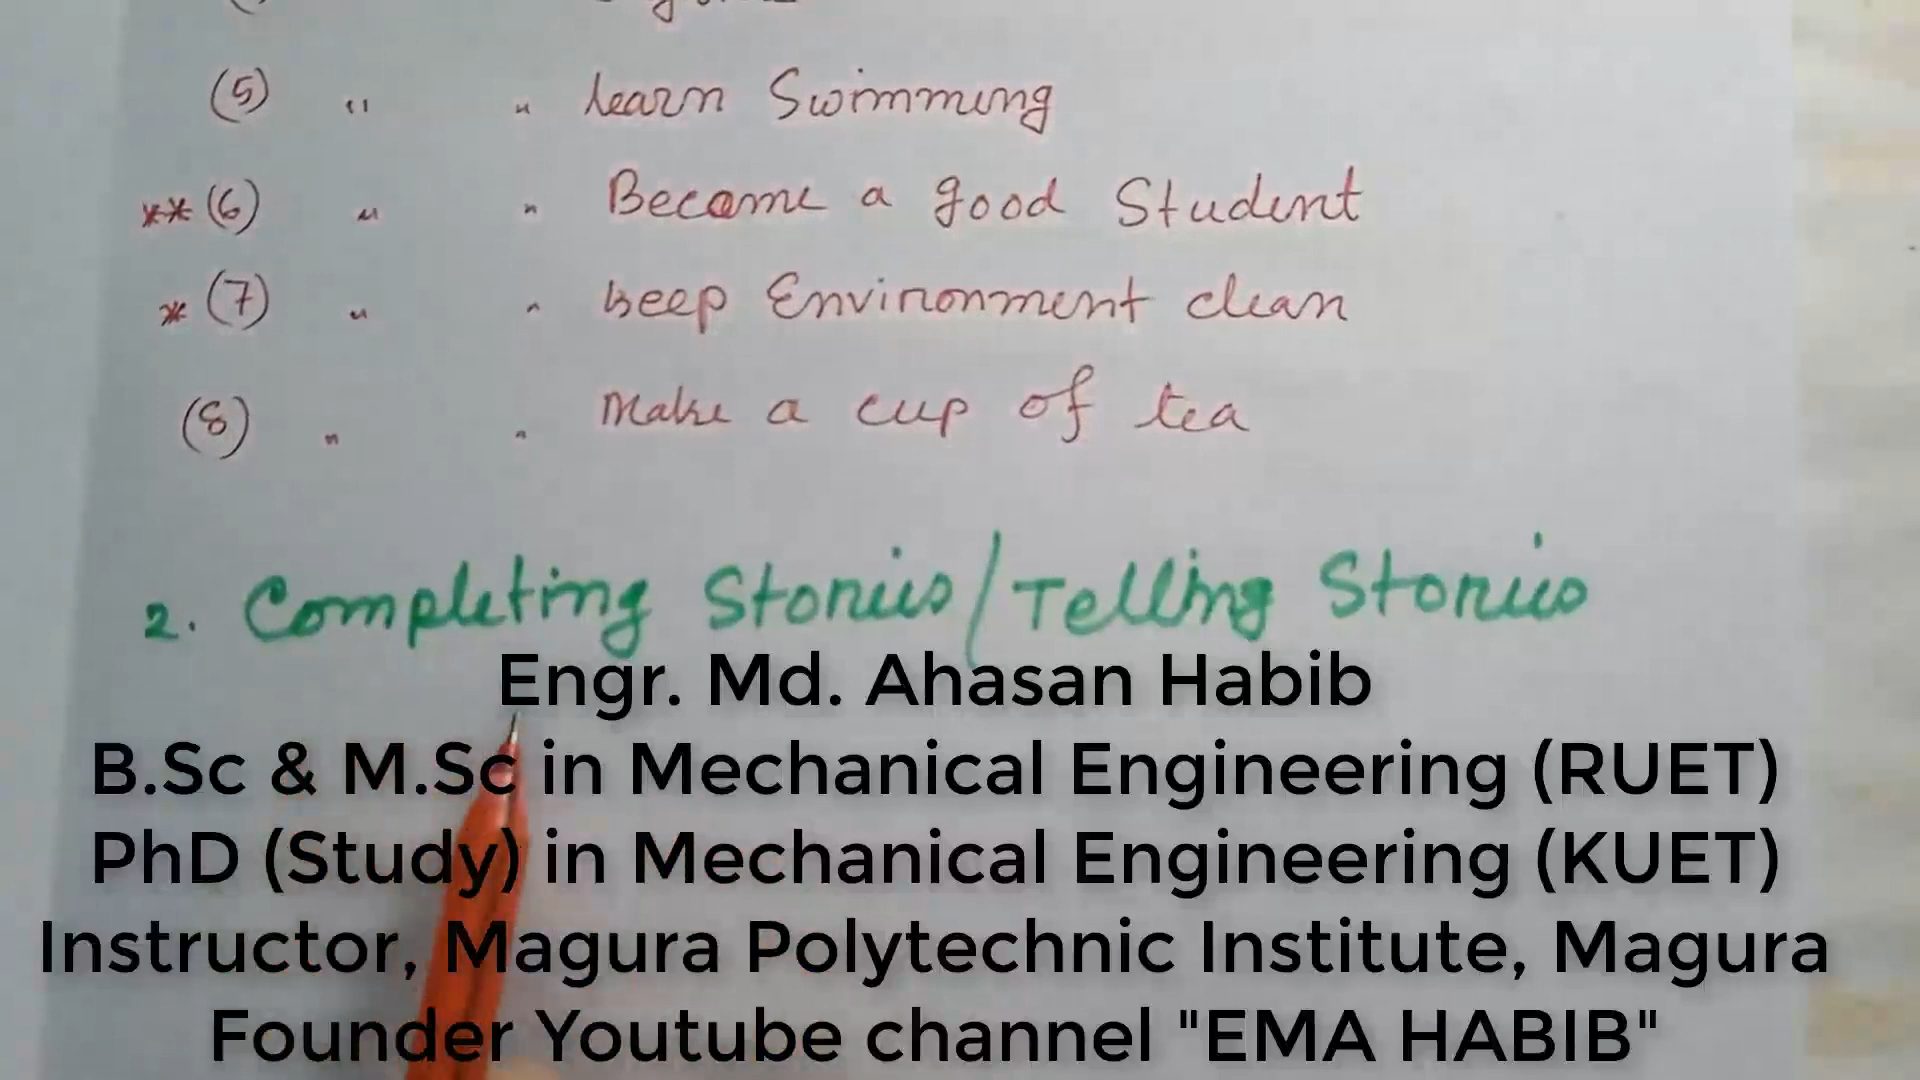 (5) " " learn Swimming
** (6) " " Become a good Student
* (7) " " keep Environment clean
(8) " " Make a cup of tea
2. Completing Stories/Telling Stories
Engr. Md. Ahasan Habib
B.Sc & M.Sc in Mechanical Engineering (RUET)
PhD (Study) in Mechanical Engineering (KUET)
Instructor, Magura Polytechnic Institute, Magura
Founder Youtube channel "EMA HABIB"